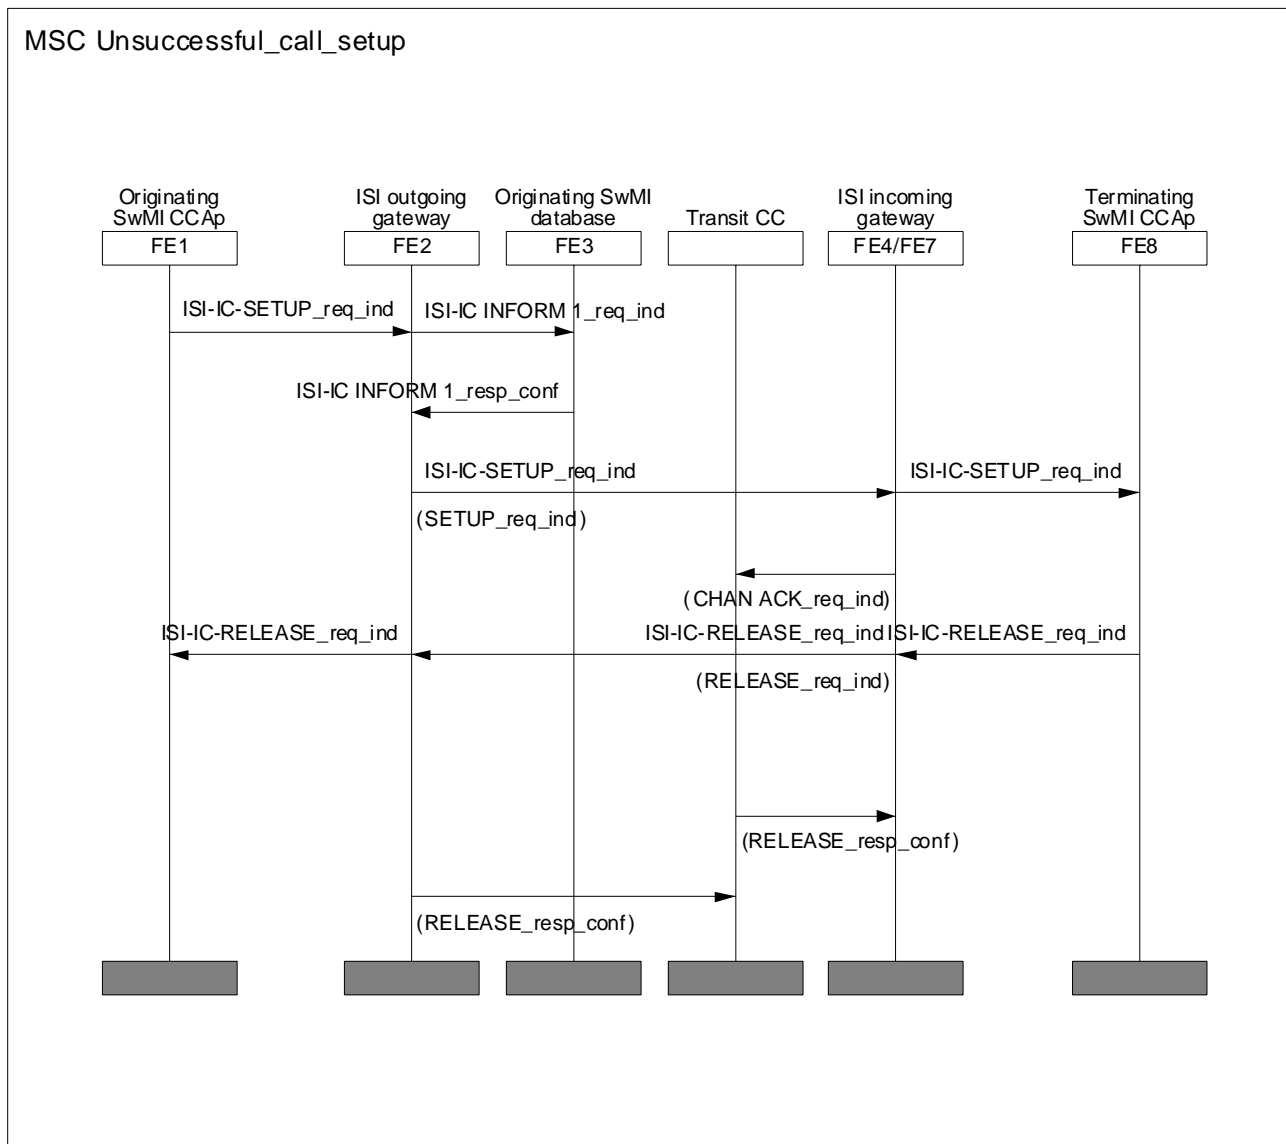 MSC Unsuccessful_call_setup
Originating
SwMI CCAp
FE1
ISI outgoing
gateway
FE2
Originating SwMI
database
FE3
Transit CC
ISI incoming
gateway
FE4/FE7
Terminating
SwMI CCAp
FE8
ISI-IC-SETUP_req_ind
ISI-IC INFORM 1_req_ind
ISI-IC INFORM 1_resp_conf
ISI-IC-SETUP_req_ind
ISI-IC-SETUP_req_ind
(SETUP_req_ind)
(CHAN ACK_req_ind)
ISI-IC-RELEASE_req_ind
ISI-IC-RELEASE_req_ind
ISI-IC-RELEASE_req_ind
(RELEASE_req_ind)
(RELEASE_resp_conf)
(RELEASE_resp_conf)